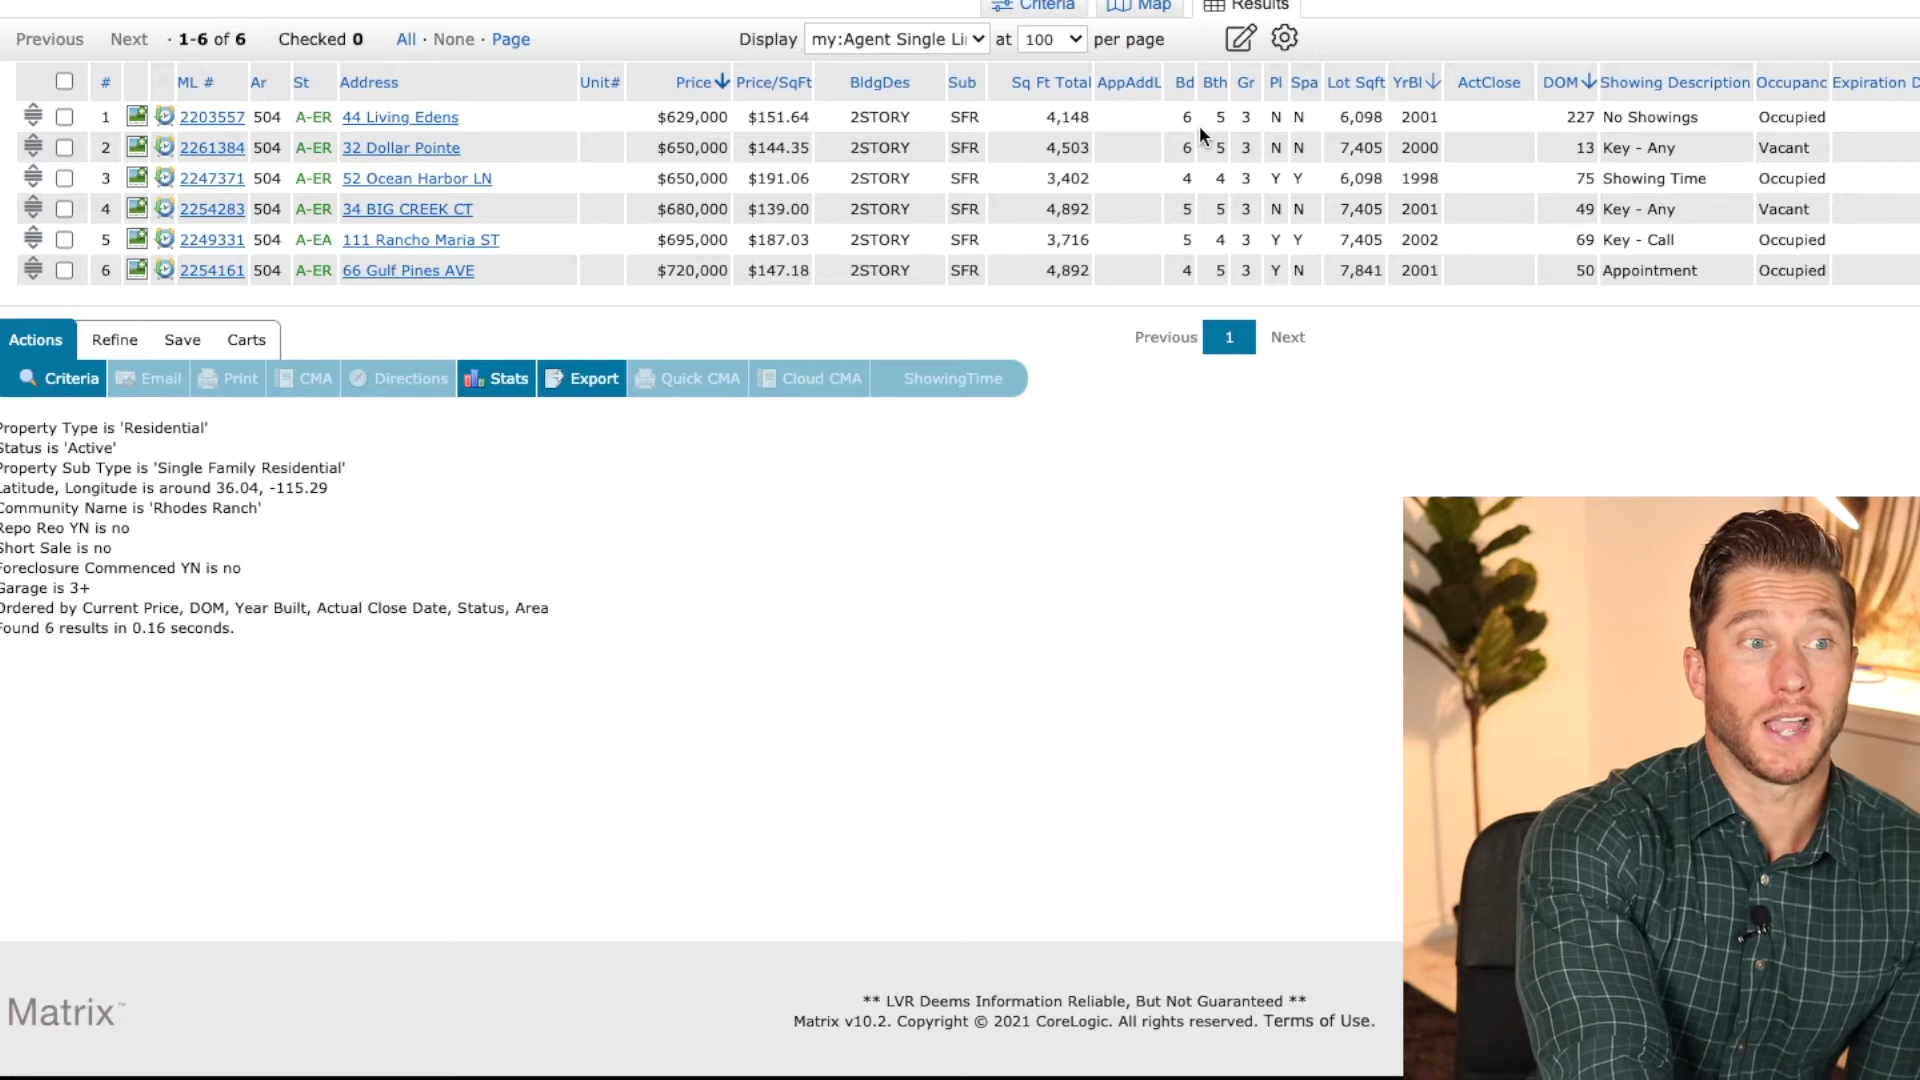 Criteria Map Results
Previous Next · 1-6 of 6 Checked 0 All · None · Page Display my:Agent Single Li at 100 per page
# ML # Ar St Address Unit# Price Price/SqFt BldgDes Sub Sq Ft Total AppAddL Bd Bth Gr Pl Spa Lot Sqft YrBl ActClose DOM Showing Description Occupanc Expiration D
1 2203557 504 A-ER 44 Living Edens $629,000 $151.64 2STORY SFR 4,148 6 5 3 N N 6,098 2001 227 No Showings Occupied
2 2261384 504 A-ER 32 Dollar Pointe $650,000 $144.35 2STORY SFR 4,503 6 5 3 N N 7,405 2000 13 Key - Any Vacant
3 2247371 504 A-ER 52 Ocean Harbor LN $650,000 $191.06 2STORY SFR 3,402 4 4 3 Y Y 6,098 1998 75 Showing Time Occupied
4 2254283 504 A-ER 34 BIG CREEK CT $680,000 $139.00 2STORY SFR 4,892 5 5 3 N N 7,405 2001 49 Key - Any Vacant
5 2249331 504 A-EA 111 Rancho Maria ST $695,000 $187.03 2STORY SFR 3,716 5 4 3 Y Y 7,405 2002 69 Key - Call Occupied
6 2254161 504 A-ER 66 Gulf Pines AVE $720,000 $147.18 2STORY SFR 4,892 4 5 3 Y N 7,841 2001 50 Appointment Occupied
Actions Refine Save Carts Previous 1 Next
Criteria Email Print CMA Directions Stats Export Quick CMA Cloud CMA ShowingTime
Property Type is 'Residential'
Status is 'Active'
Property Sub Type is 'Single Family Residential'
Latitude, Longitude is around 36.04, -115.29
Community Name is 'Rhodes Ranch'
Repo Reo YN is no
Short Sale is no
Foreclosure Commenced YN is no
Garage is 3+
Ordered by Current Price, DOM, Year Built, Actual Close Date, Status, Area
Found 6 results in 0.16 seconds.
Matrix™
** LVR Deems Information Reliable, But Not Guaranteed **
Matrix v10.2. Copyright © 2021 CoreLogic. All rights reserved. Terms of Use.